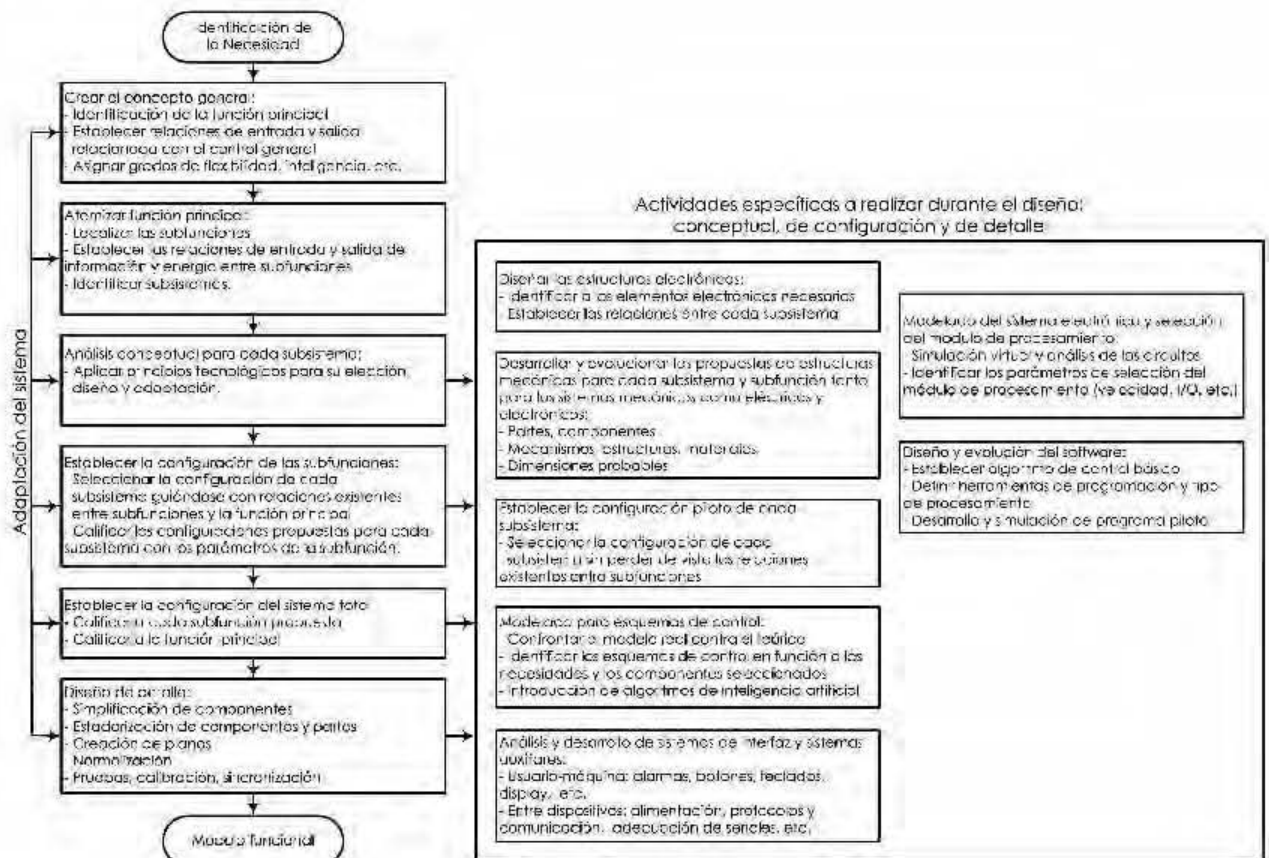 Identificación de
la Necesidad
Crear el concepto general:
- Identificación de la función principal
- Establecer relaciones de entrada y salida
relacionada con el control general
- Asignar grados de flexibilidad, inteligencia, etc.
Atomizar función principal:
- Localizar las subfunciones
- Establecer las relaciones de entrada y salida de
información y energía entre subfunciones
- Identificar subsistemas.
Análisis conceptual para cada subsistema:
- Aplicar principios tecnológicos para su elección,
diseño y adaptación.
Establecer la configuración de las subfunciones:
- Seleccionar la configuración de cada
subsistema guiándose con relaciones existentes
entre subfunciones y la función principal
- Calificar las configuraciones propuestas para cada
subsistema con los parámetros de la subfunción.
Establecer la configuración del sistema total
- Calificar a cada subfunción propuesta
- Calificar a la función principal
Diseño de detalle:
- Simplificación de componentes
- Estadarización de componentes y partes
- Creación de planos
- Normalización
- Pruebas, calibración, sincronización
Modelo funcional
Adaptación del sistema
Actividades específicas a realizar durante el diseño:
conceptual, de configuración y de detalle
Diseñar las estructuras electrónicas:
- Identificar a los elementos electrónicos necesarios
- Establecer las relaciones entre cada subsistema
Desarrollar y evolucionar las propuestas de estructuras
mecánicas para cada subsistema y subfunción tanto
para los sistemas mecánicos como eléctricos y
electrónicos:
- Partes, componentes
- Mecanismos, estructuras, materiales
- Dimensiones probables
Establecer la configuración piloto de cada
subsistema:
- Seleccionar la configuración de cada
subsistema sin perder de vista las relaciones
existentes entre subfunciones
Modelado para esquemas de control:
- Confrontar al modelo real contra el teórico
- Identificar los esquemas de control en función a las
necesidades y los componentes seleccionados
- Introducción de algoritmos de inteligencia artificial
Análisis y desarrollo de sistemas de interfaz y sistemas
auxiliares:
- Usuario-máquina: alarmas, botones, teclados,
display, etc.
- Entre dispositivos: alimentación, protocolos y
comunicación, adecuación de señales, etc.
Modelado del sistema electrónico y selección
del modulo de procesamiento:
- Simulación virtual y análisis de los circuitos
- Identificar los parámetros de selección del
módulo de procesamiento (velocidad, I/O, etc.)
Diseño y evolución del software:
- Establecer algoritmo de control básico
- Definir herramientas de programación y tipo
de procesamiento
- Desarrollo y simulación de programa piloto